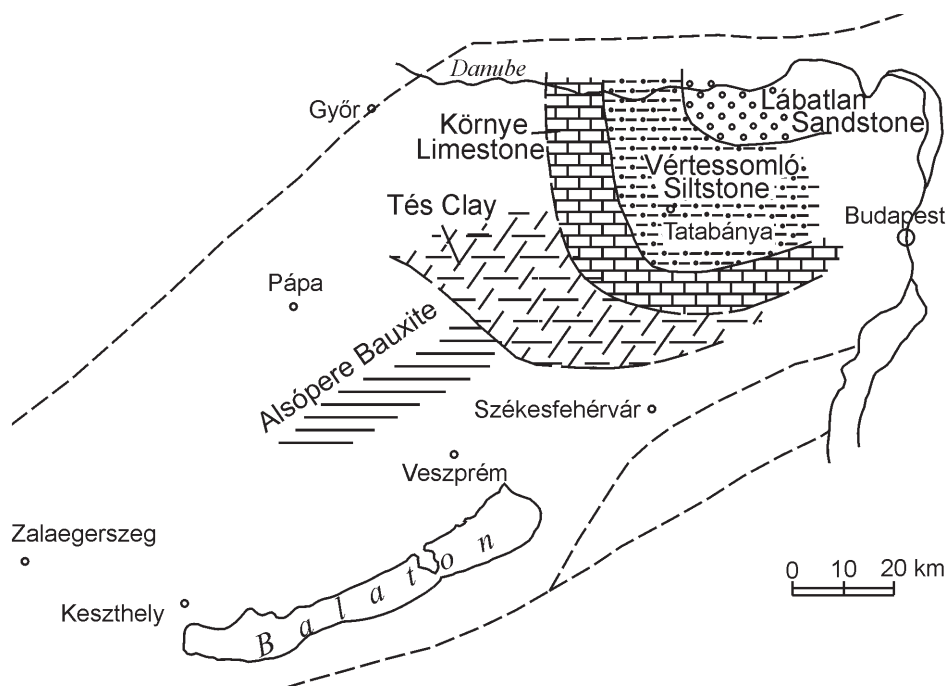 Danube
Győr
Környe
Limestone
Lábatlan
Sandstone
Vértessomló
Siltstone
Tatabánya
Tés Clay
Budapest
Pápa
Alsópere Bauxite
Székesfehérvár
Veszprém
Zalaegerszeg
Keszthely
Balaton
0 10 20 km